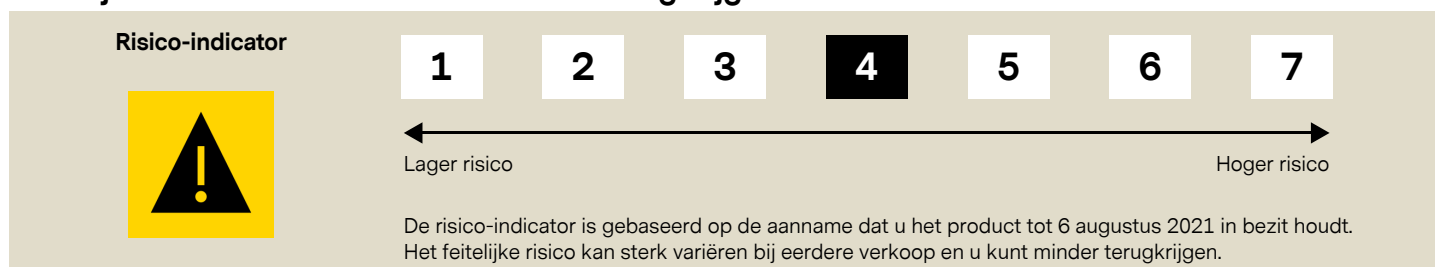 Risico-indicator
1 2 3 4 5 6 7
Lager risico Hoger risico
De risico-indicator is gebaseerd op de aanname dat u het product tot 6 augustus 2021 in bezit houdt.
Het feitelijke risico kan sterk variëren bij eerdere verkoop en u kunt minder terugkrijgen.